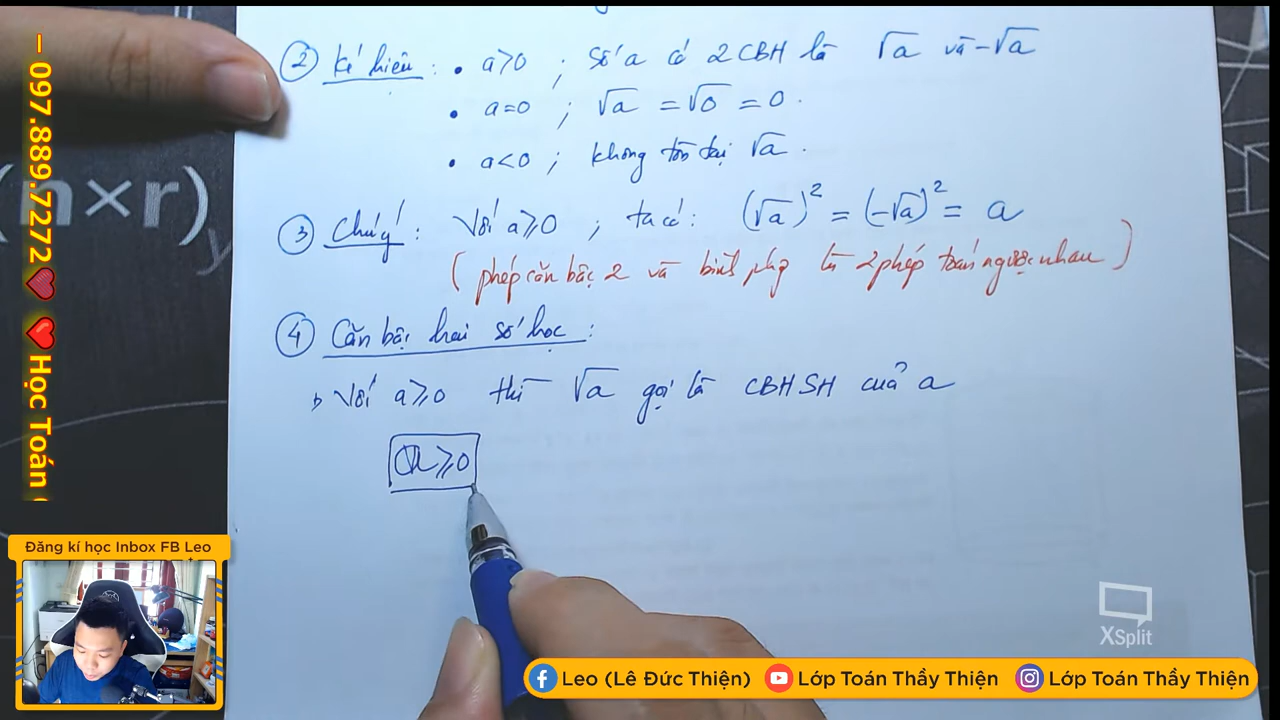 ② Kí hiệu : • a>0 ; Số a có 2 CBH là √a và -√a
• a=0 ; √a = √0 = 0.
• a<0 ; không tồn tại √a.
③ Chú ý : Với a⩾0 ; ta có: (√a)² = (-√a)² = a
(phép căn bậc 2 và bình phg là 2 phép toán ngược nhau)
④ Căn bậc hai số học :
Với a⩾0 thì √a gọi là CBHSH của a
√a⩾0
– 097.889.7272 ❤ ❤ Học Toán
(n×r)y
Đăng kí học Inbox FB Leo
XSplit
Leo (Lê Đức Thiện) Lớp Toán Thầy Thiện Lớp Toán Thầy Thiện